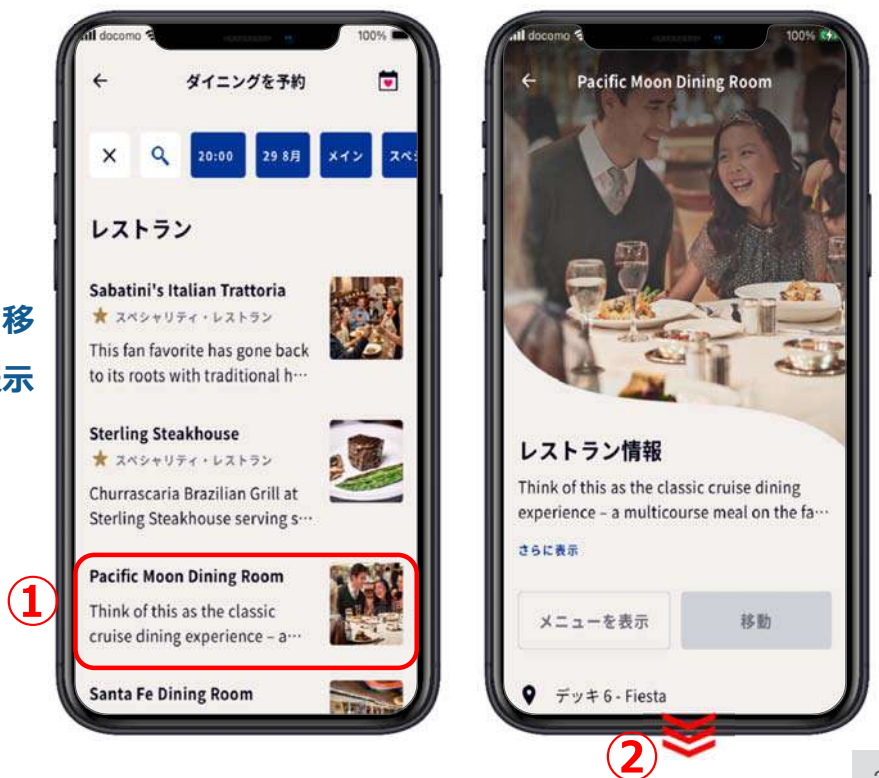 移
示
①
docomo
100%
ダイニングを予約
20:00
29 8月
メイン
スペシ
レストラン
Sabatini's Italian Trattoria
スペシャリティ・レストラン
This fan favorite has gone back
to its roots with traditional h…
Sterling Steakhouse
スペシャリティ・レストラン
Churrascaria Brazilian Grill at
Sterling Steakhouse serving s…
Pacific Moon Dining Room
Think of this as the classic
cruise dining experience – a…
Santa Fe Dining Room
docomo
100%
Pacific Moon Dining Room
レストラン情報
Think of this as the classic cruise dining
experience – a multicourse meal on the fa…
さらに表示
メニューを表示
移動
デッキ 6 - Fiesta
②